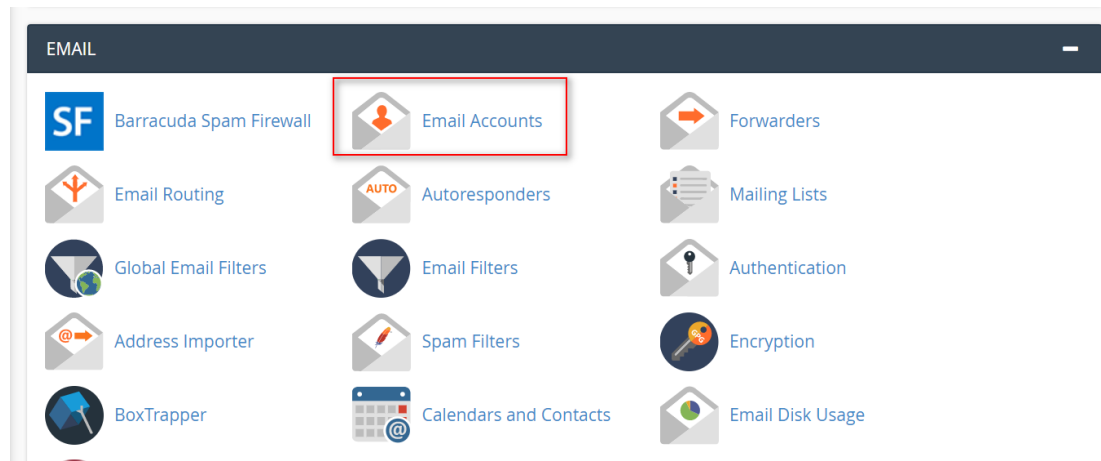 EMAIL
SF Barracuda Spam Firewall
Email Accounts
Forwarders
Email Routing
AUTO Autoresponders
Mailing Lists
Global Email Filters
Email Filters
Authentication
@ Address Importer
Spam Filters
GPG Encryption
BoxTrapper
@ Calendars and Contacts
Email Disk Usage